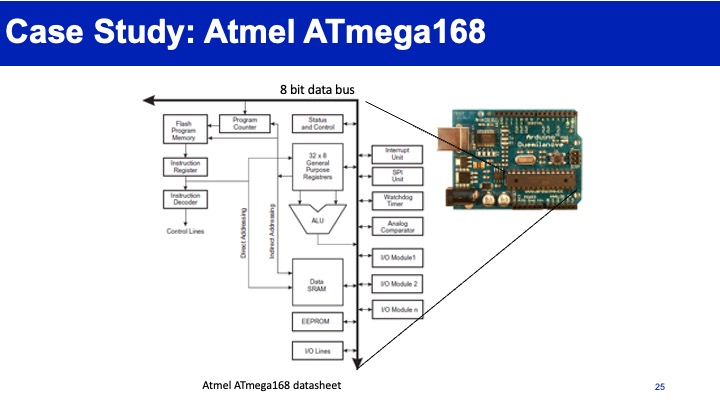 Case Study: Atmel ATmega168
8 bit data bus
Flash
Program
Memory
Program
Counter
Status
and Control
Instruction
Register
32 x 8
General
Purpose
Registrers
Instruction
Decoder
Control Lines
Direct Addressing
Indirect Addressing
ALU
Interrupt
Unit
SPI
Unit
Watchdog
Timer
Analog
Comparator
I/O Module1
I/O Module 2
I/O Module n
Data
SRAM
EEPROM
I/O Lines
Arduino
Duemilanove
Atmel ATmega168 datasheet
25